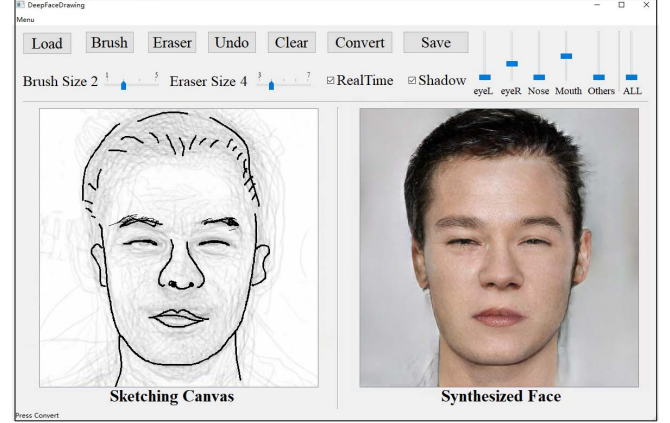 DeepFaceDrawing
Menu
Load Brush Eraser Undo Clear Convert Save
Brush Size 2 1 5 Eraser Size 4 3 7 RealTime Shadow
eyeL eyeR Nose Mouth Others ALL
Sketching Canvas Synthesized Face
Press Convert